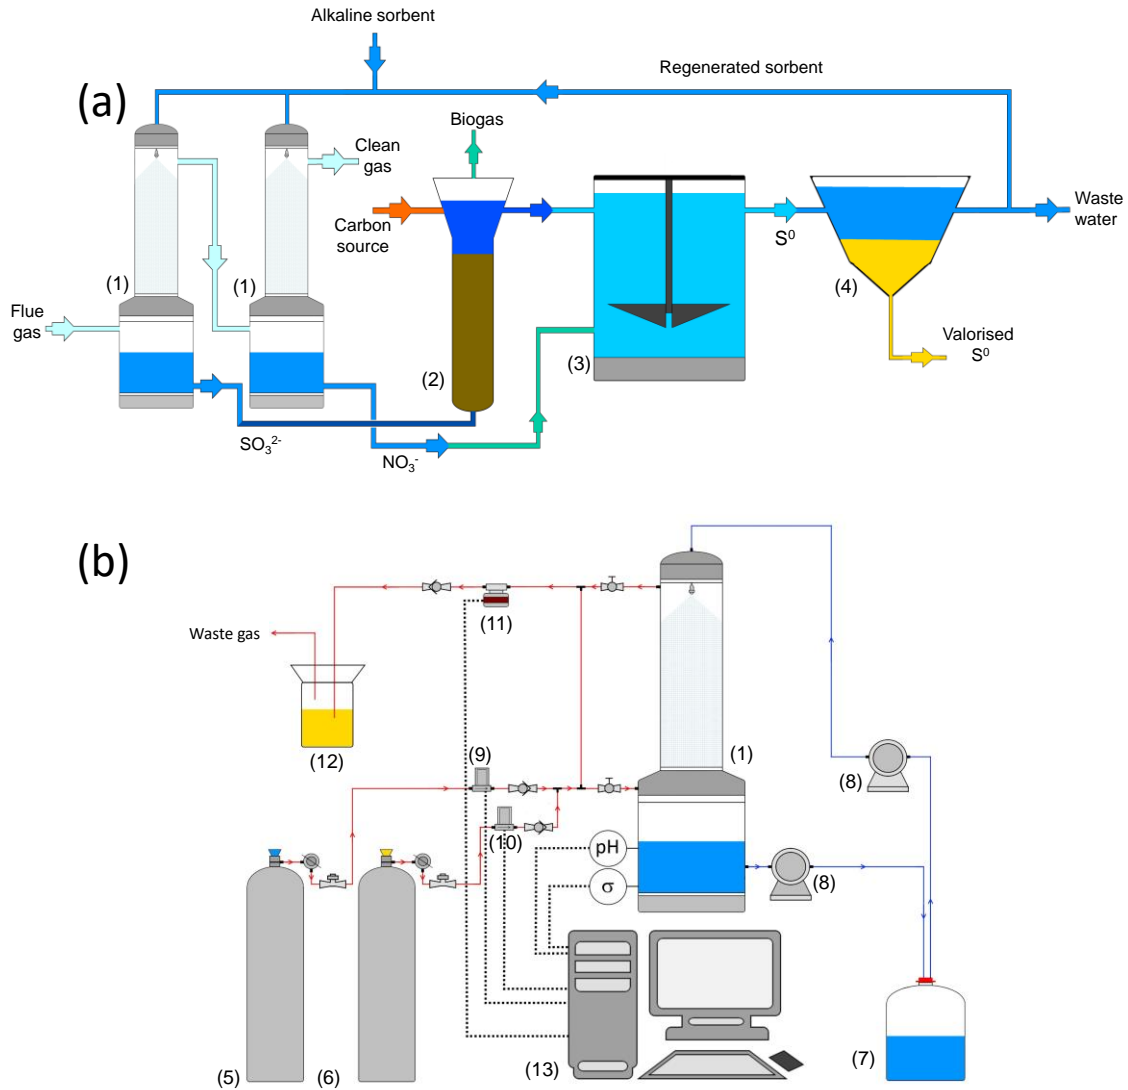 Alkaline sorbent
Regenerated sorbent
(a)
Biogas
Clean
gas
Carbon
source
Waste
water
S⁰
(1)
(1)
(4)
Flue
gas
(2)
(3)
Valorised
S⁰
SO₃²⁻
NO₃⁻
(b)
(11)
Waste gas
(12)
(9)
(1)
(8)
(10)
pH
σ
(8)
(5)
(6)
(13)
(7)